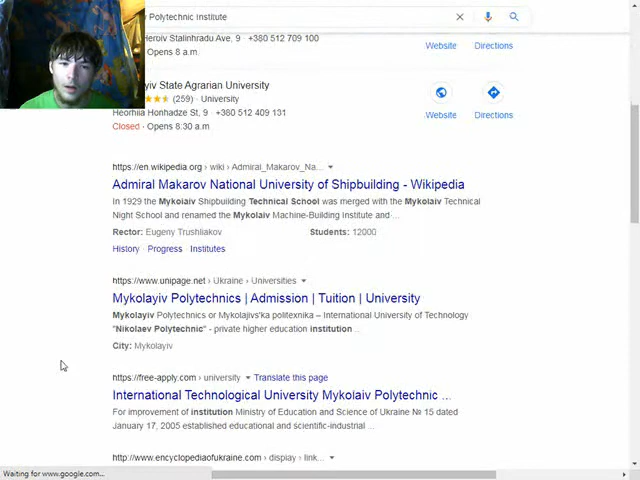 Polytechnic Institute
Heroiv Stalinhradu Ave, 9 · +380 512 709 100
Opens 8 a.m
Website
Directions
State Agrarian University
(259) · University
Heorhiia Honhadze St, 9 · +380 512 409 131
Closed · Opens 8:30 a.m
Website
Directions
https://en.wikipedia.org › wiki › Admiral_Makarov_Na...
Admiral Makarov National University of Shipbuilding - Wikipedia
In 1929 the Mykolaiv Shipbuilding Technical School was merged with the Mykolaiv Technical
Night School and renamed the Mykolaiv Machine-Building Institute and ...
Rector: Eugeny Trushliakov
Students: 12000
History · Progress · Institutes
https://www.unipage.net › Ukraine › Universities
Mykolayiv Polytechnics | Admission | Tuition | University
Mykolayiv Polytechnics or Mykolajivs'ka politexnika – International University of Technology
"Nikolaev Polytechnic" - private higher education institution ...
City: Mykolayiv
https://free-apply.com › university
Translate this page
International Technological University Mykolaiv Polytechnic ...
For improvement of institution Ministry of Education and Science of Ukraine № 15 dated
January 17, 2005 established educational and scientific-industrial ...
http://www.encyclopediaofukraine.com › display › link...
Waiting for www.google.com...